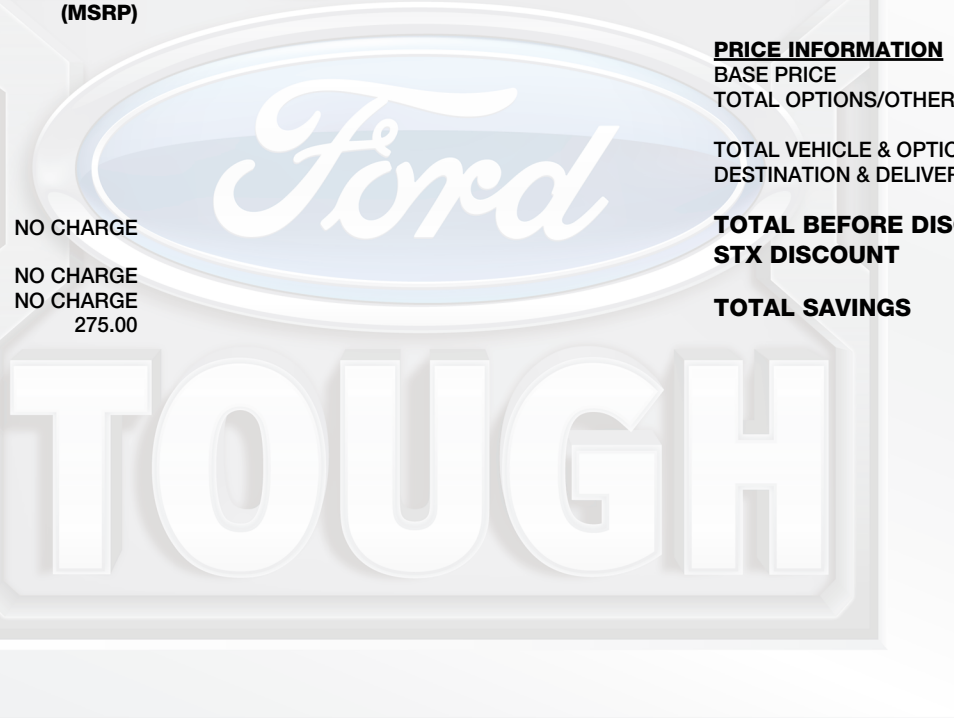 (MSRP)
NO CHARGE
NO CHARGE
NO CHARGE
275.00
PRICE INFORMATION
BASE PRICE
TOTAL OPTIONS/OTHER
TOTAL VEHICLE & OPTIO
DESTINATION & DELIVER
TOTAL BEFORE DISC
STX DISCOUNT
TOTAL SAVINGS
Ford
TOUGH